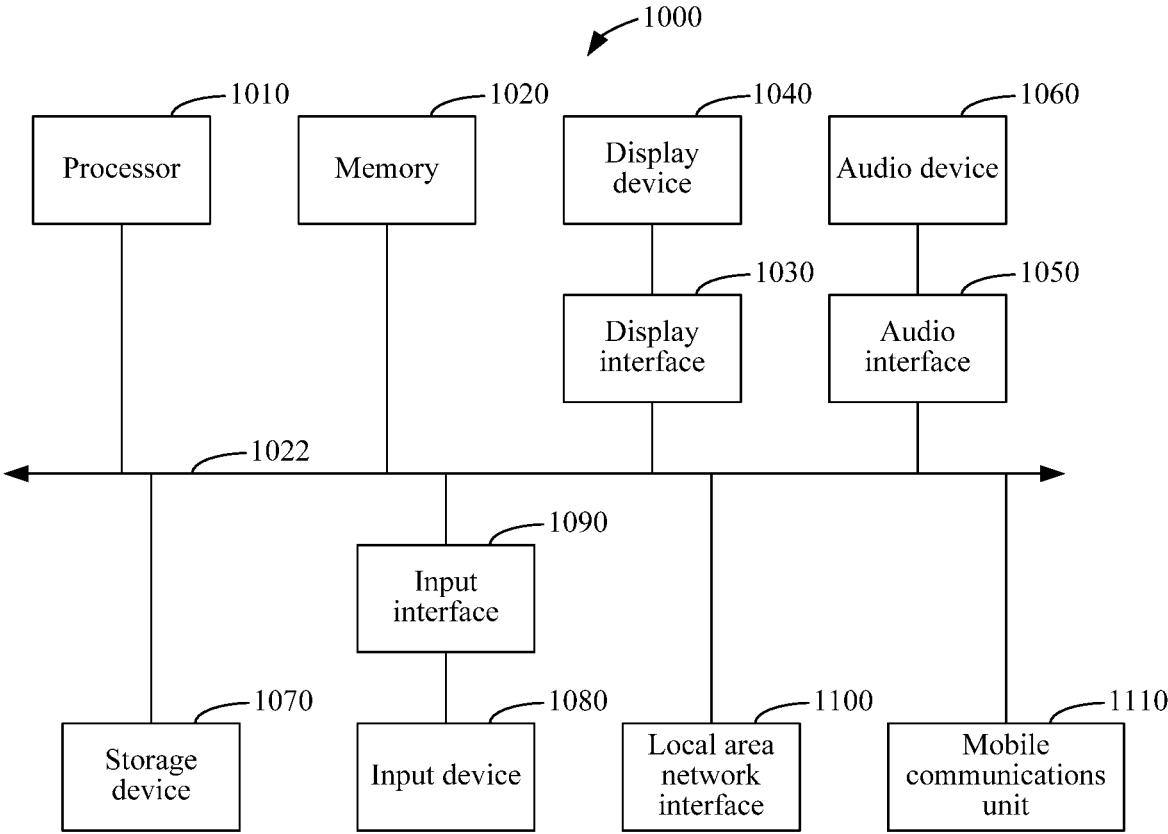 1000
1010
1020
1040
1060
Processor
Memory
Display
device
Audio device
1030
1050
Display
interface
Audio
interface
1022
1090
Input
interface
1070
1080
1100
1110
Storage
device
Input device
Local area
network
interface
Mobile
communications
unit